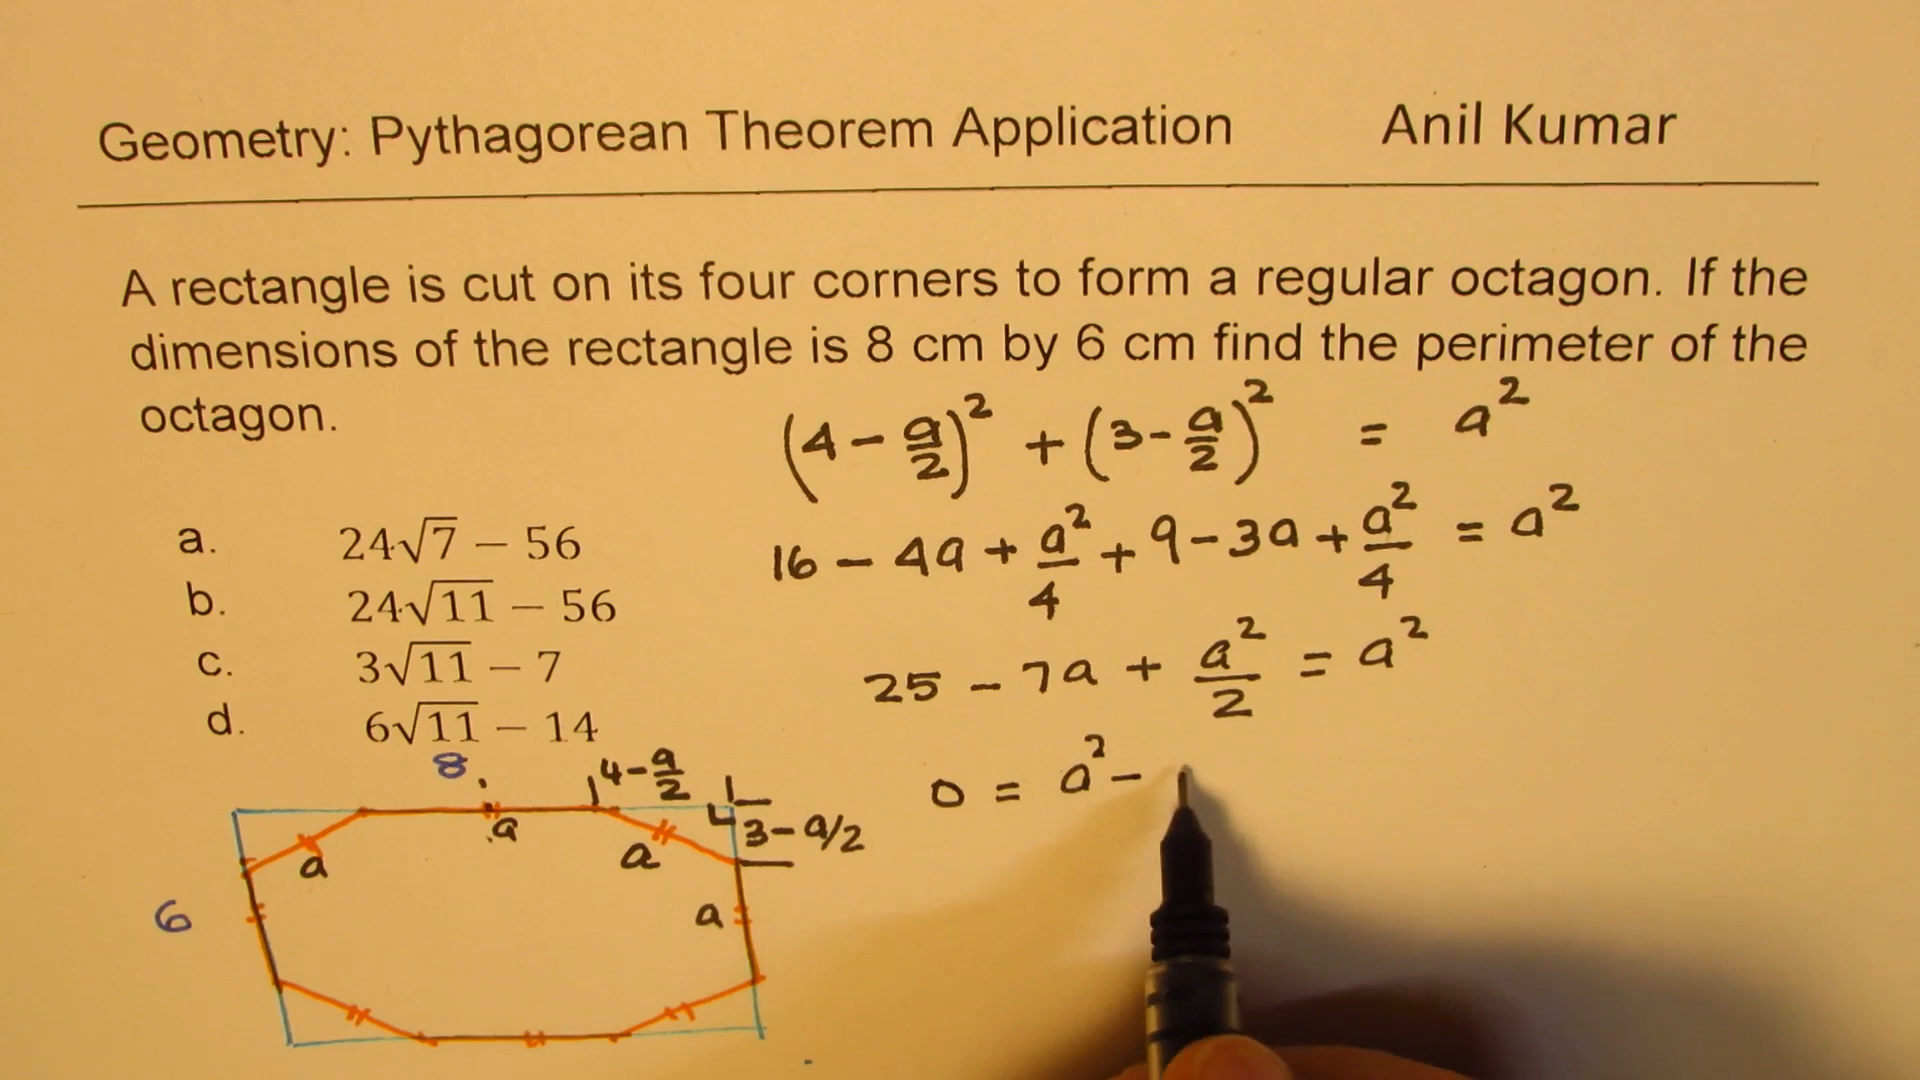 Geometry: Pythagorean Theorem Application Anil Kumar
A rectangle is cut on its four corners to form a regular octagon. If the
dimensions of the rectangle is 8 cm by 6 cm find the perimeter of the
octagon.
(4 - a/2)² + (3 - a/2)² = a²
16 - 4a + a²/4 + 9 - 3a + a²/4 = a²
25 - 7a + a²/2 = a²
0 = a² -
a. 24√7 − 56
b. 24√11 − 56
c. 3√11 − 7
d. 6√11 − 14
8
4 - a/2
a
3 - a/2
a
a
6
a